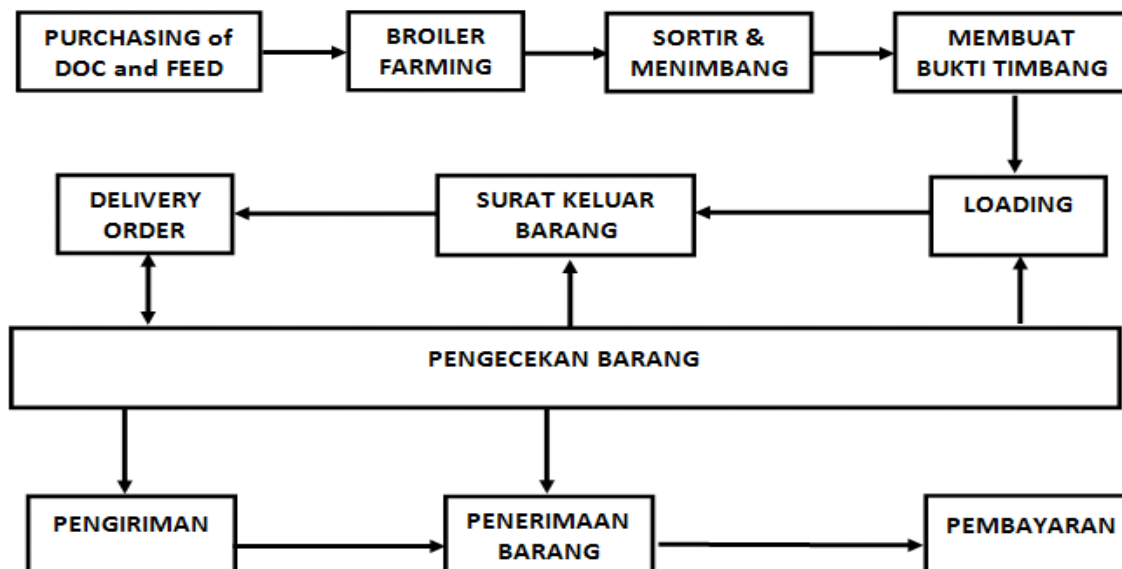 PURCHASING of
DOC and FEED
BROILER
FARMING
SORTIR &
MENIMBANG
MEMBUAT
BUKTI TIMBANG
DELIVERY
ORDER
SURAT KELUAR
BARANG
LOADING
PENGECEKAN BARANG
PENGIRIMAN
PENERIMAAN
BARANG
PEMBAYARAN